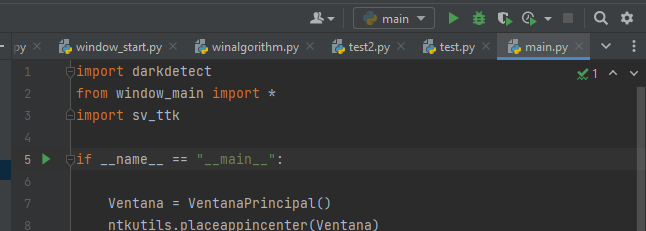 main
py window_start.py winalgorithm.py test2.py test.py main.py
1 import darkdetect 1
2 from window_main import *
3 import sv_ttk
4
5 if __name__ == "__main__":
6
7 Ventana = VentanaPrincipal()
8 ntkutils.placeappincenter(Ventana)